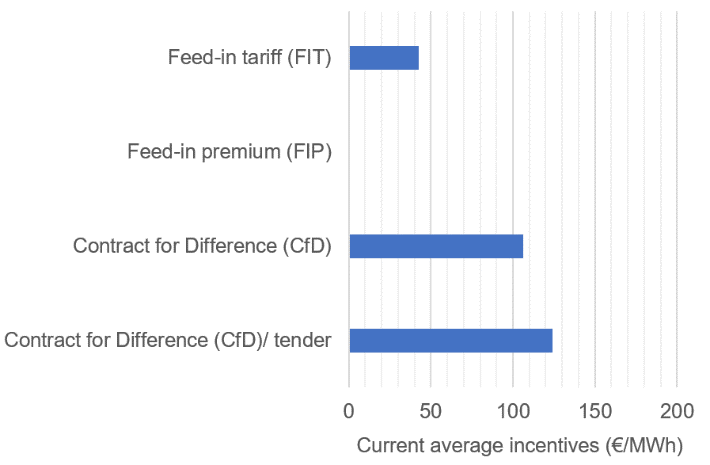 Feed-in tariff (FIT)
Feed-in premium (FIP)
Contract for Difference (CfD)
Contract for Difference (CfD)/ tender
0 50 100 150 200
Current average incentives (€/MWh)